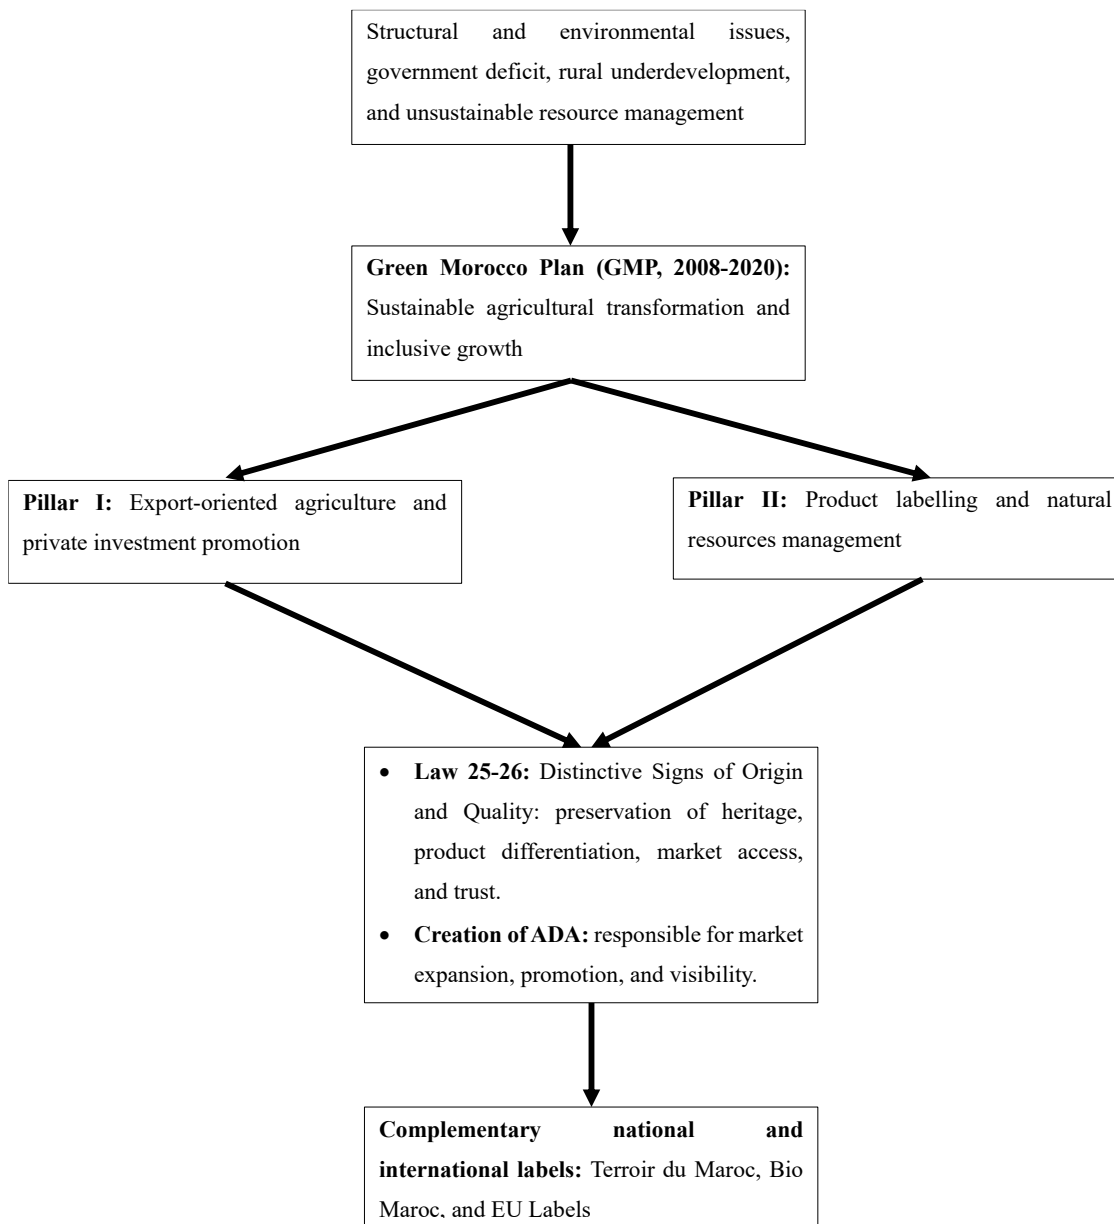 Structural and environmental issues,
government deficit, rural underdevelopment,
and unsustainable resource management
Green Morocco Plan (GMP, 2008-2020):
Sustainable agricultural transformation and
inclusive growth
Pillar I: Export-oriented agriculture and
private investment promotion
Pillar II: Product labelling and natural
resources management
• Law 25-26: Distinctive Signs of Origin
and Quality: preservation of heritage,
product differentiation, market access,
and trust.
• Creation of ADA: responsible for market
expansion, promotion, and visibility.
Complementary national and
international labels: Terroir du Maroc, Bio
Maroc, and EU Labels